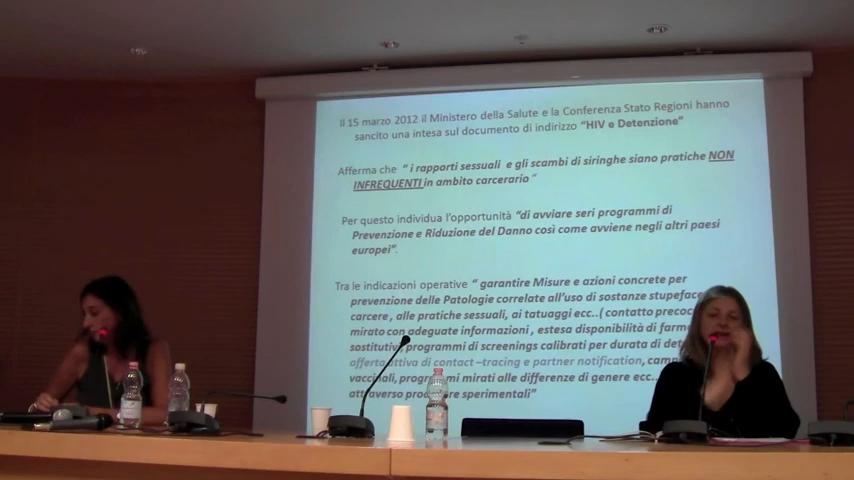 Il 15 marzo 2012 il Ministero della Salute e la Conferenza Stato Regioni hanno
sancito una intesa sul documento di indirizzo "HIV e Detenzione"
Afferma che " i rapporti sessuali e gli scambi di siringhe siano pratiche NON
INFREQUENTI in ambito carcerario "
Per questo individua l'opportunità "di avviare seri programmi di
Prevenzione e Riduzione del Danno così come avviene negli altri paesi
europei".
Tra le indicazioni operative " garantire Misure e azioni concrete per
prevenzione delle Patologie correlate all'uso di sostanze
carcere , alle pratiche sessuali, ai tatuaggi ecc..( contatto
mirato con adeguate informazioni , estesa disponibilità di
sostitutivi, programmi di screenings calibrati per durata di
offerta attiva di contact –tracing e partner notification,
vaccinali, programmi mirati alle differenze di genere ecc..
attraverso sperimentali"